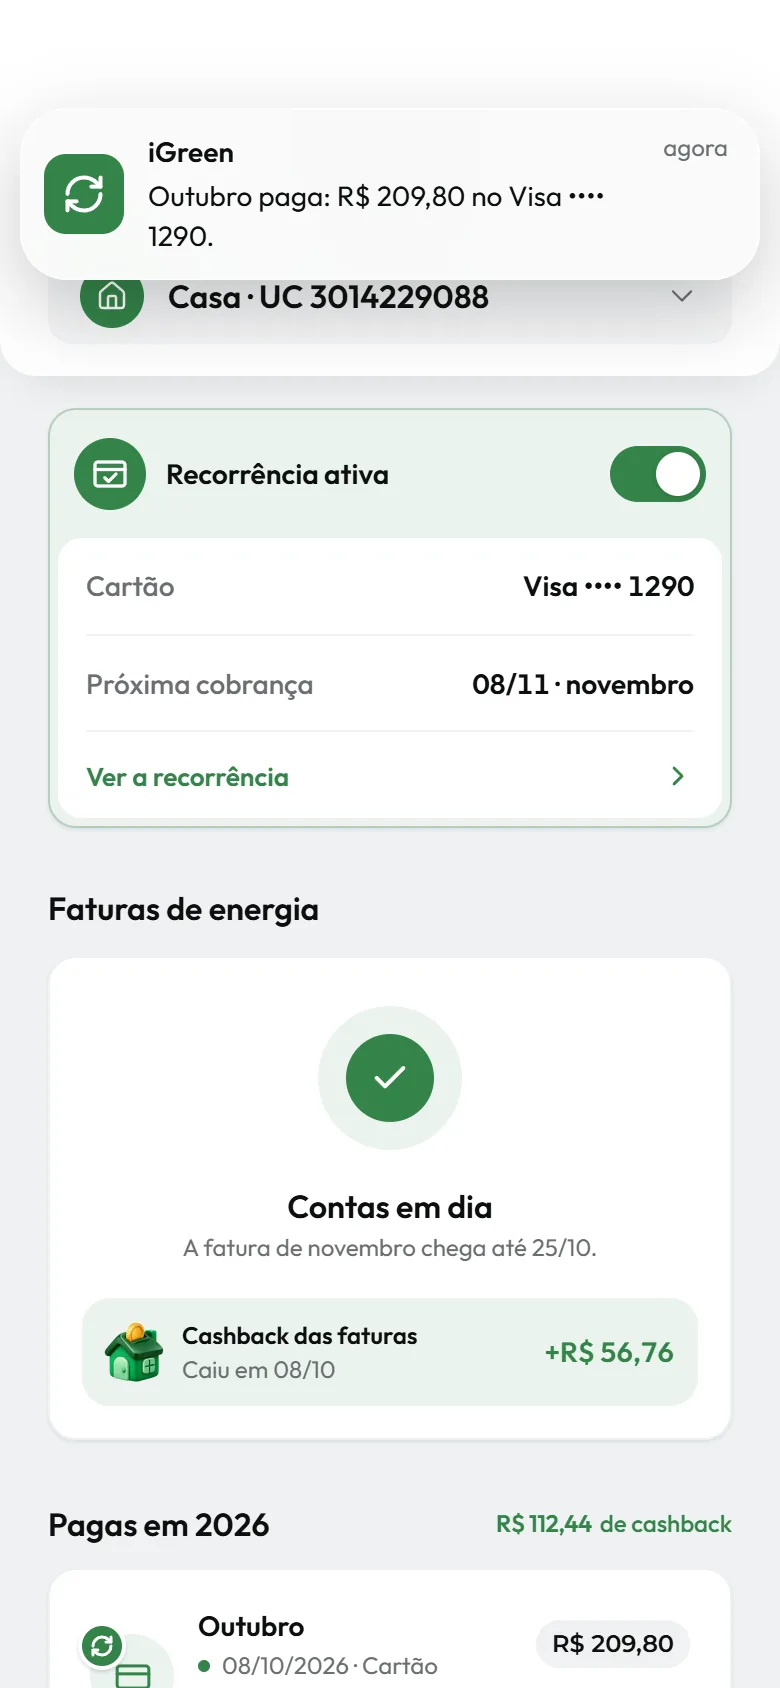 iGreen
agora
Outubro paga: R$ 209,80 no Visa ••••
1290.
Casa · UC 3014229088
Recorrência ativa
Cartão
Visa •••• 1290
Próxima cobrança
08/11 · novembro
Ver a recorrência
Faturas de energia
Contas em dia
A fatura de novembro chega até 25/10.
Cashback das faturas
Caiu em 08/10
+R$ 56,76
Pagas em 2026
R$ 112,44 de cashback
Outubro
08/10/2026 · Cartão
R$ 209,80